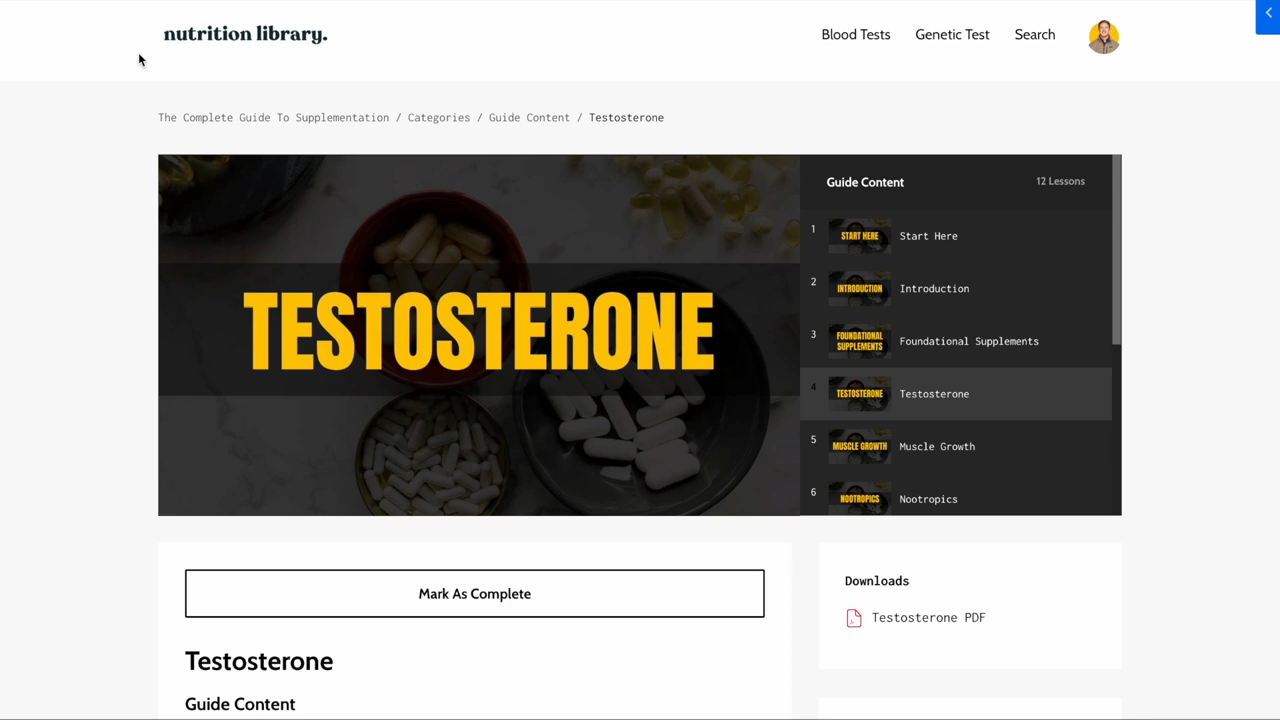 nutrition library.
Blood Tests
Genetic Test
Search
The Complete Guide To Supplementation / Categories / Guide Content / Testosterone
TESTOSTERONE
Guide Content
12 Lessons
1
START HERE
Start Here
2
INTRODUCTION
Introduction
3
FOUNDATIONAL
SUPPLEMENTS
Foundational Supplements
4
TESTOSTERONE
Testosterone
5
MUSCLE GROWTH
Muscle Growth
6
NOOTROPICS
Nootropics
Mark As Complete
Testosterone
Guide Content
Downloads
Testosterone PDF